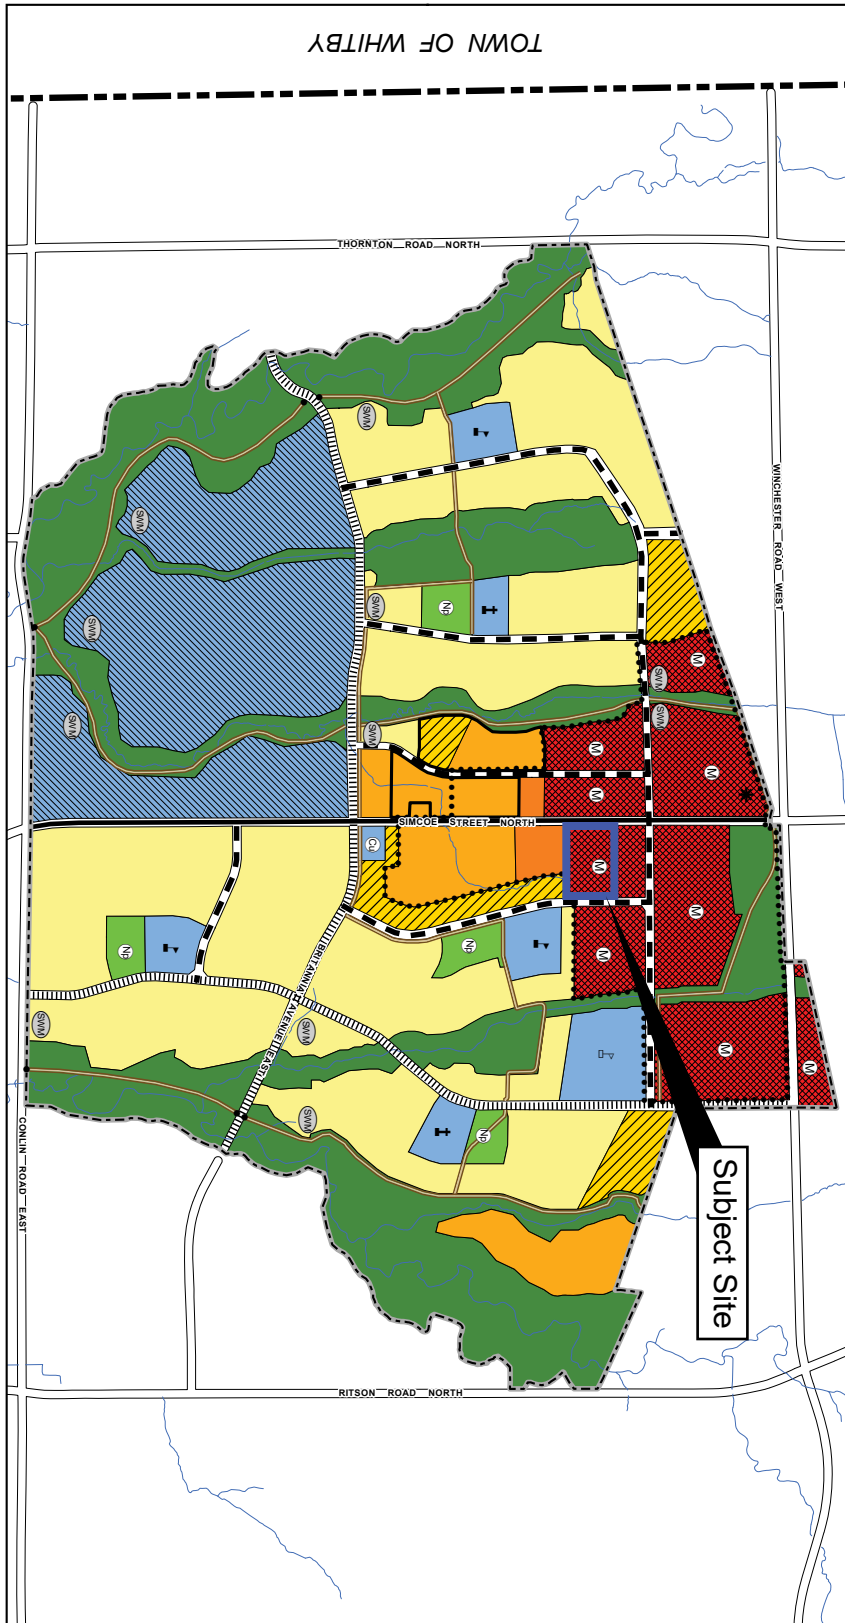 TOWN OF WHITBY
THORNTON ROAD NORTH
WINCHESTER ROAD WEST
SWM
SWM
SWM
SWM
SWM
SWM
SWM
SWM
Np
M
M
M
M
M
SIMCOE STREET NORTH
Cu
M
M
M
Np
Np
BRITANNIA AVENUE EAST
SWM
SWM
SWM
M
M
Np
CONLIN ROAD EAST
Subject Site
RITSON ROAD NORTH